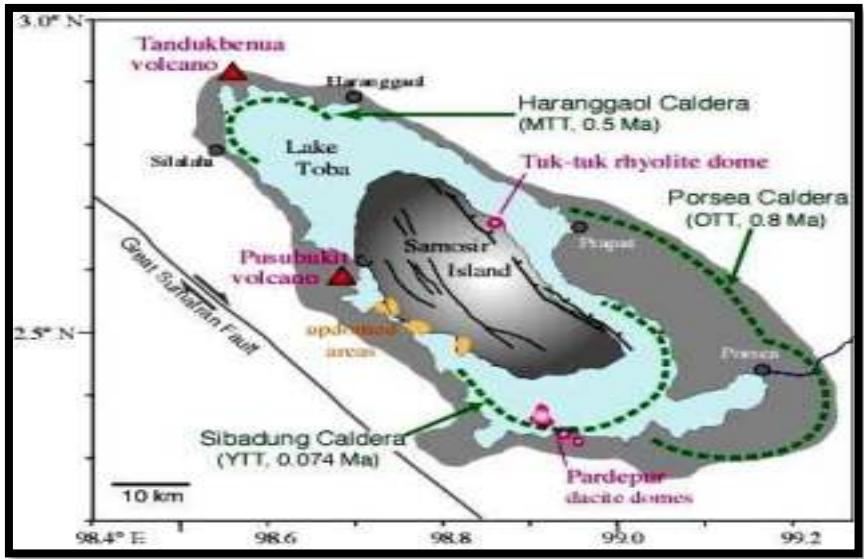 3.0° N
Tandukbenua
volcano
Haranggaol
Haranggaol Caldera
(MTT, 0.5 Ma)
Lake
Toba
Silalahi
Tuk-tuk rhyolite dome
Porsea Caldera
(OTT, 0.8 Ma)
Prapat
Samosir
Island
Pusubukit
volcano
Great Sumatran Fault
2.5° N
updomed
areas
Porsea
Sibadung Caldera
(YTT, 0.074 Ma)
Pardepur
dacite domes
10 km
98.4° E
98.6
98.8
99.0
99.2